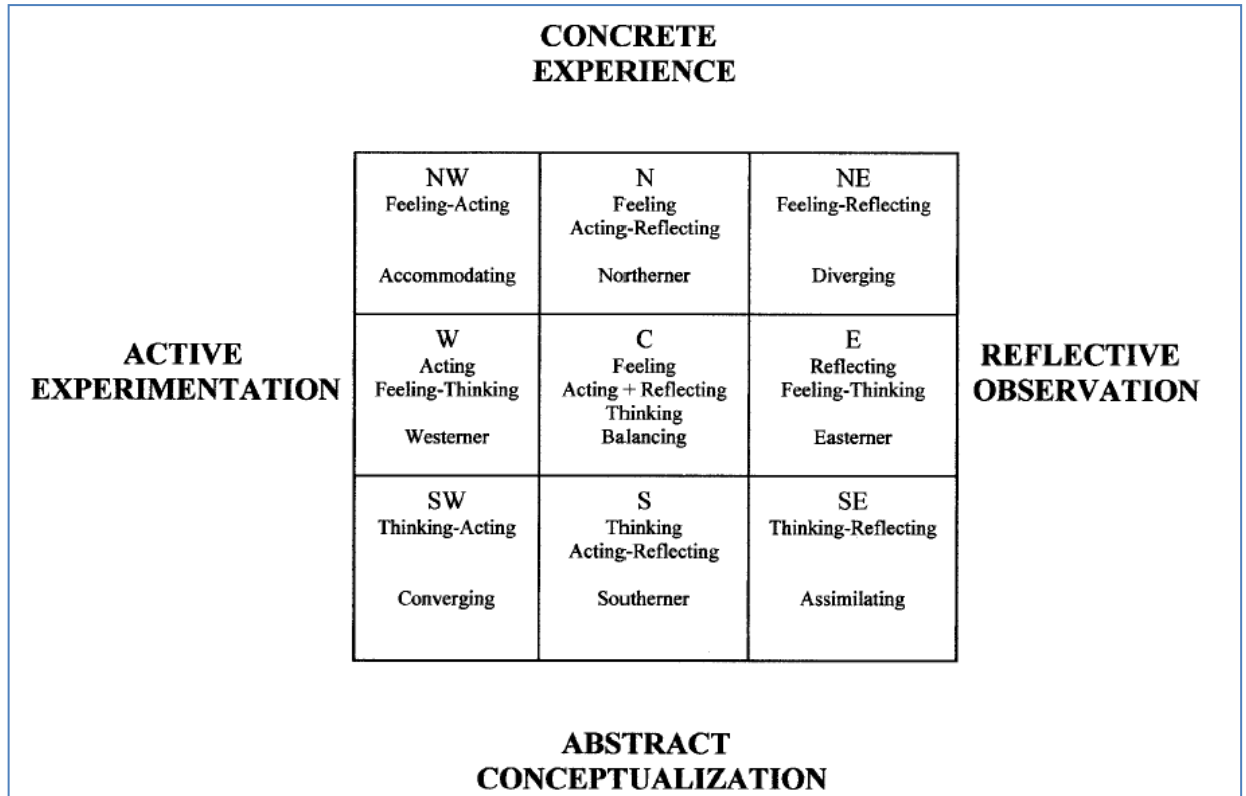 CONCRETE
EXPERIENCE
NW
Feeling-Acting
Accommodating
N
Feeling
Acting-Reflecting
Northerner
NE
Feeling-Reflecting
Diverging
ACTIVE
EXPERIMENTATION
W
Acting
Feeling-Thinking
Westerner
C
Feeling
Acting + Reflecting
Thinking
Balancing
E
Reflecting
Feeling-Thinking
Easterner
REFLECTIVE
OBSERVATION
SW
Thinking-Acting
Converging
S
Thinking
Acting-Reflecting
Southerner
SE
Thinking-Reflecting
Assimilating
ABSTRACT
CONCEPTUALIZATION